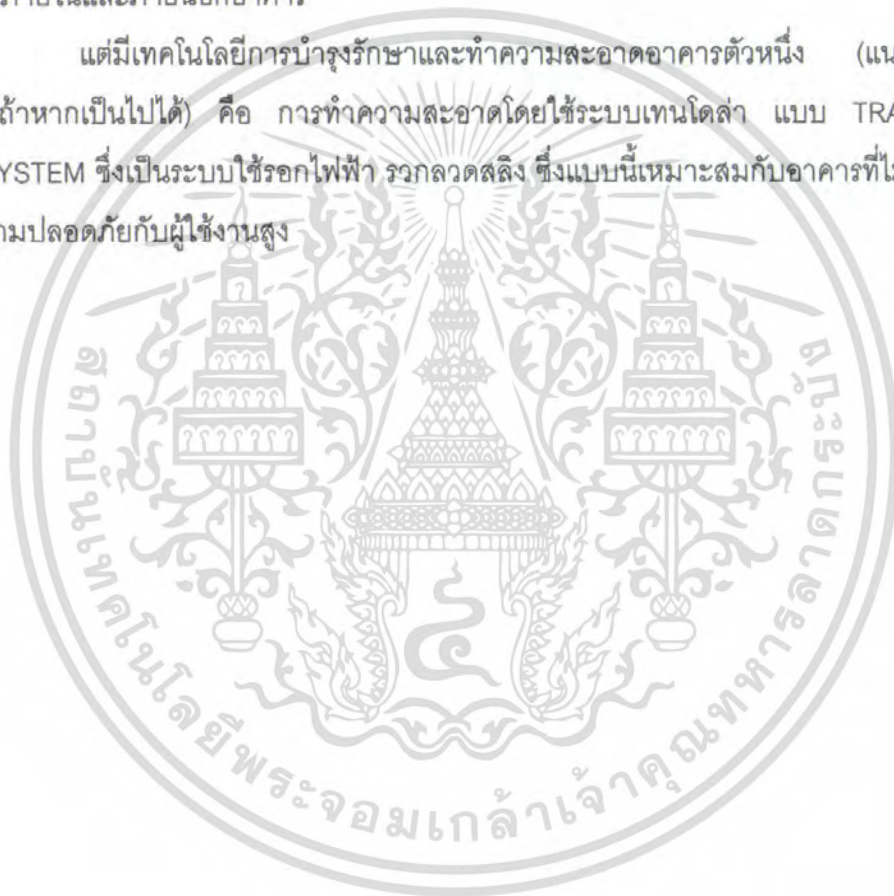 ภายในและภายนอกอาคาร
แต่มีเทคโนโลยีการบำรุงรักษาและทำความสะอาดอาคารตัวหนึ่ง (แน
ถ้าหากเป็นไปได้) คือ การทำความสะอาดโดยใช้ระบบเทนโดล่า แบบ TRA
YSTEM ซึ่งเป็นระบบใช้รอกไฟฟ้า รวกลวดสลิง ซึ่งแบบนี้เหมาะสมกับอาคารที่ไม
ามปลอดภัยกับผู้ใช้งานสูง
สถาบันเทคโนโลยีพระจอมเกล้าเจ้าคุณทหารลาดกระบัง